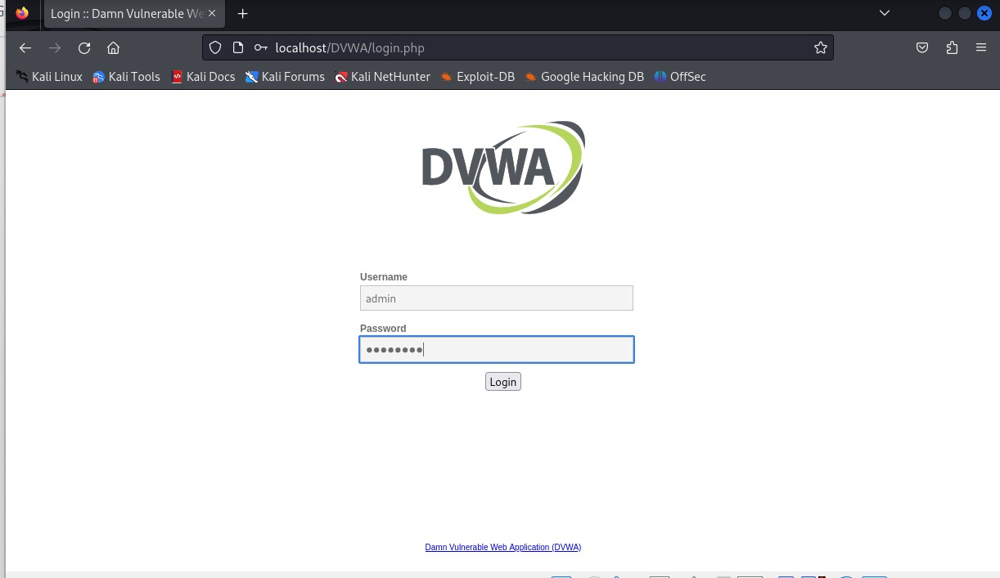 Login :: Damn Vulnerable We
localhost/DVWA/login.php
Kali Linux Kali Tools Kali Docs Kali Forums Kali NetHunter Exploit-DB Google Hacking DB OffSec
DVWA
Username
admin
Password
Login
Damn Vulnerable Web Application (DVWA)